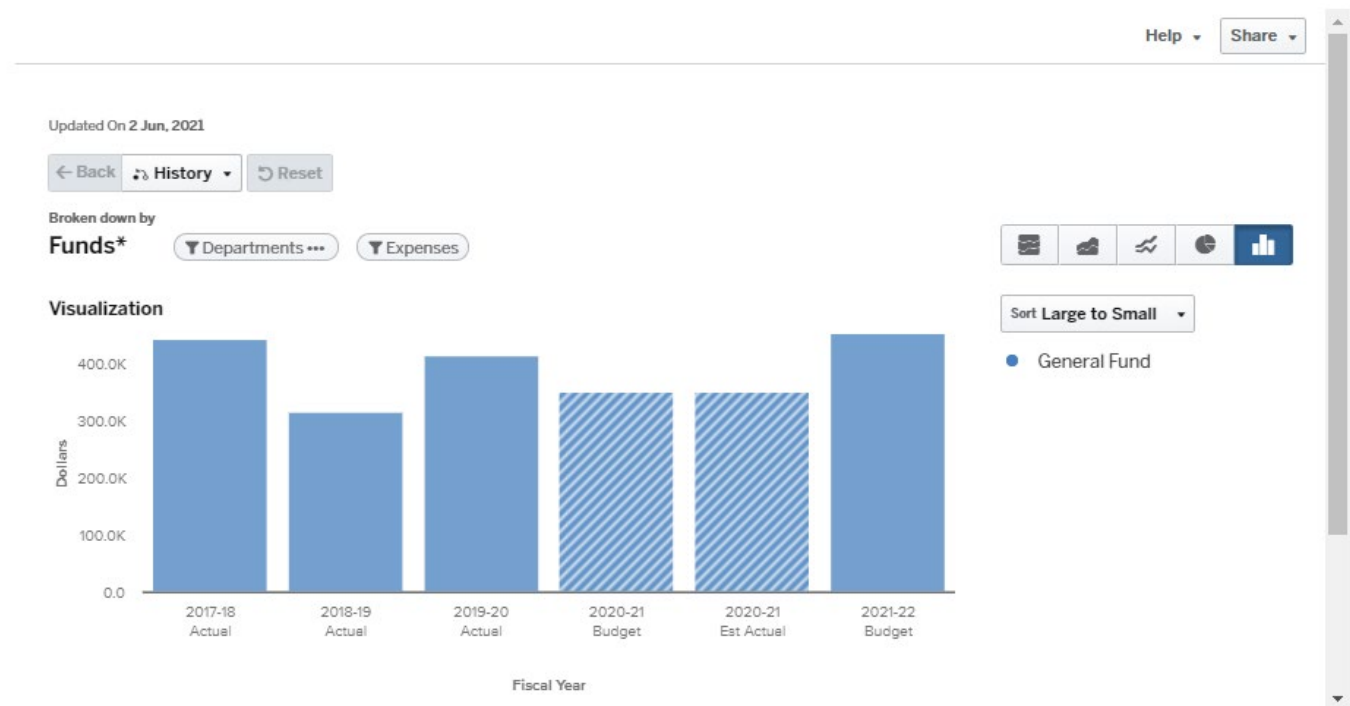 Help
Share
Updated On 2 Jun, 2021
Back
History
Reset
Broken down by
Funds*
Departments •••
Expenses
Visualization
Sort Large to Small
General Fund
400.0K
300.0K
200.0K
100.0K
0.0
Dollars
2017-18
Actual
2018-19
Actual
2019-20
Actual
2020-21
Budget
2020-21
Est Actual
2021-22
Budget
Fiscal Year